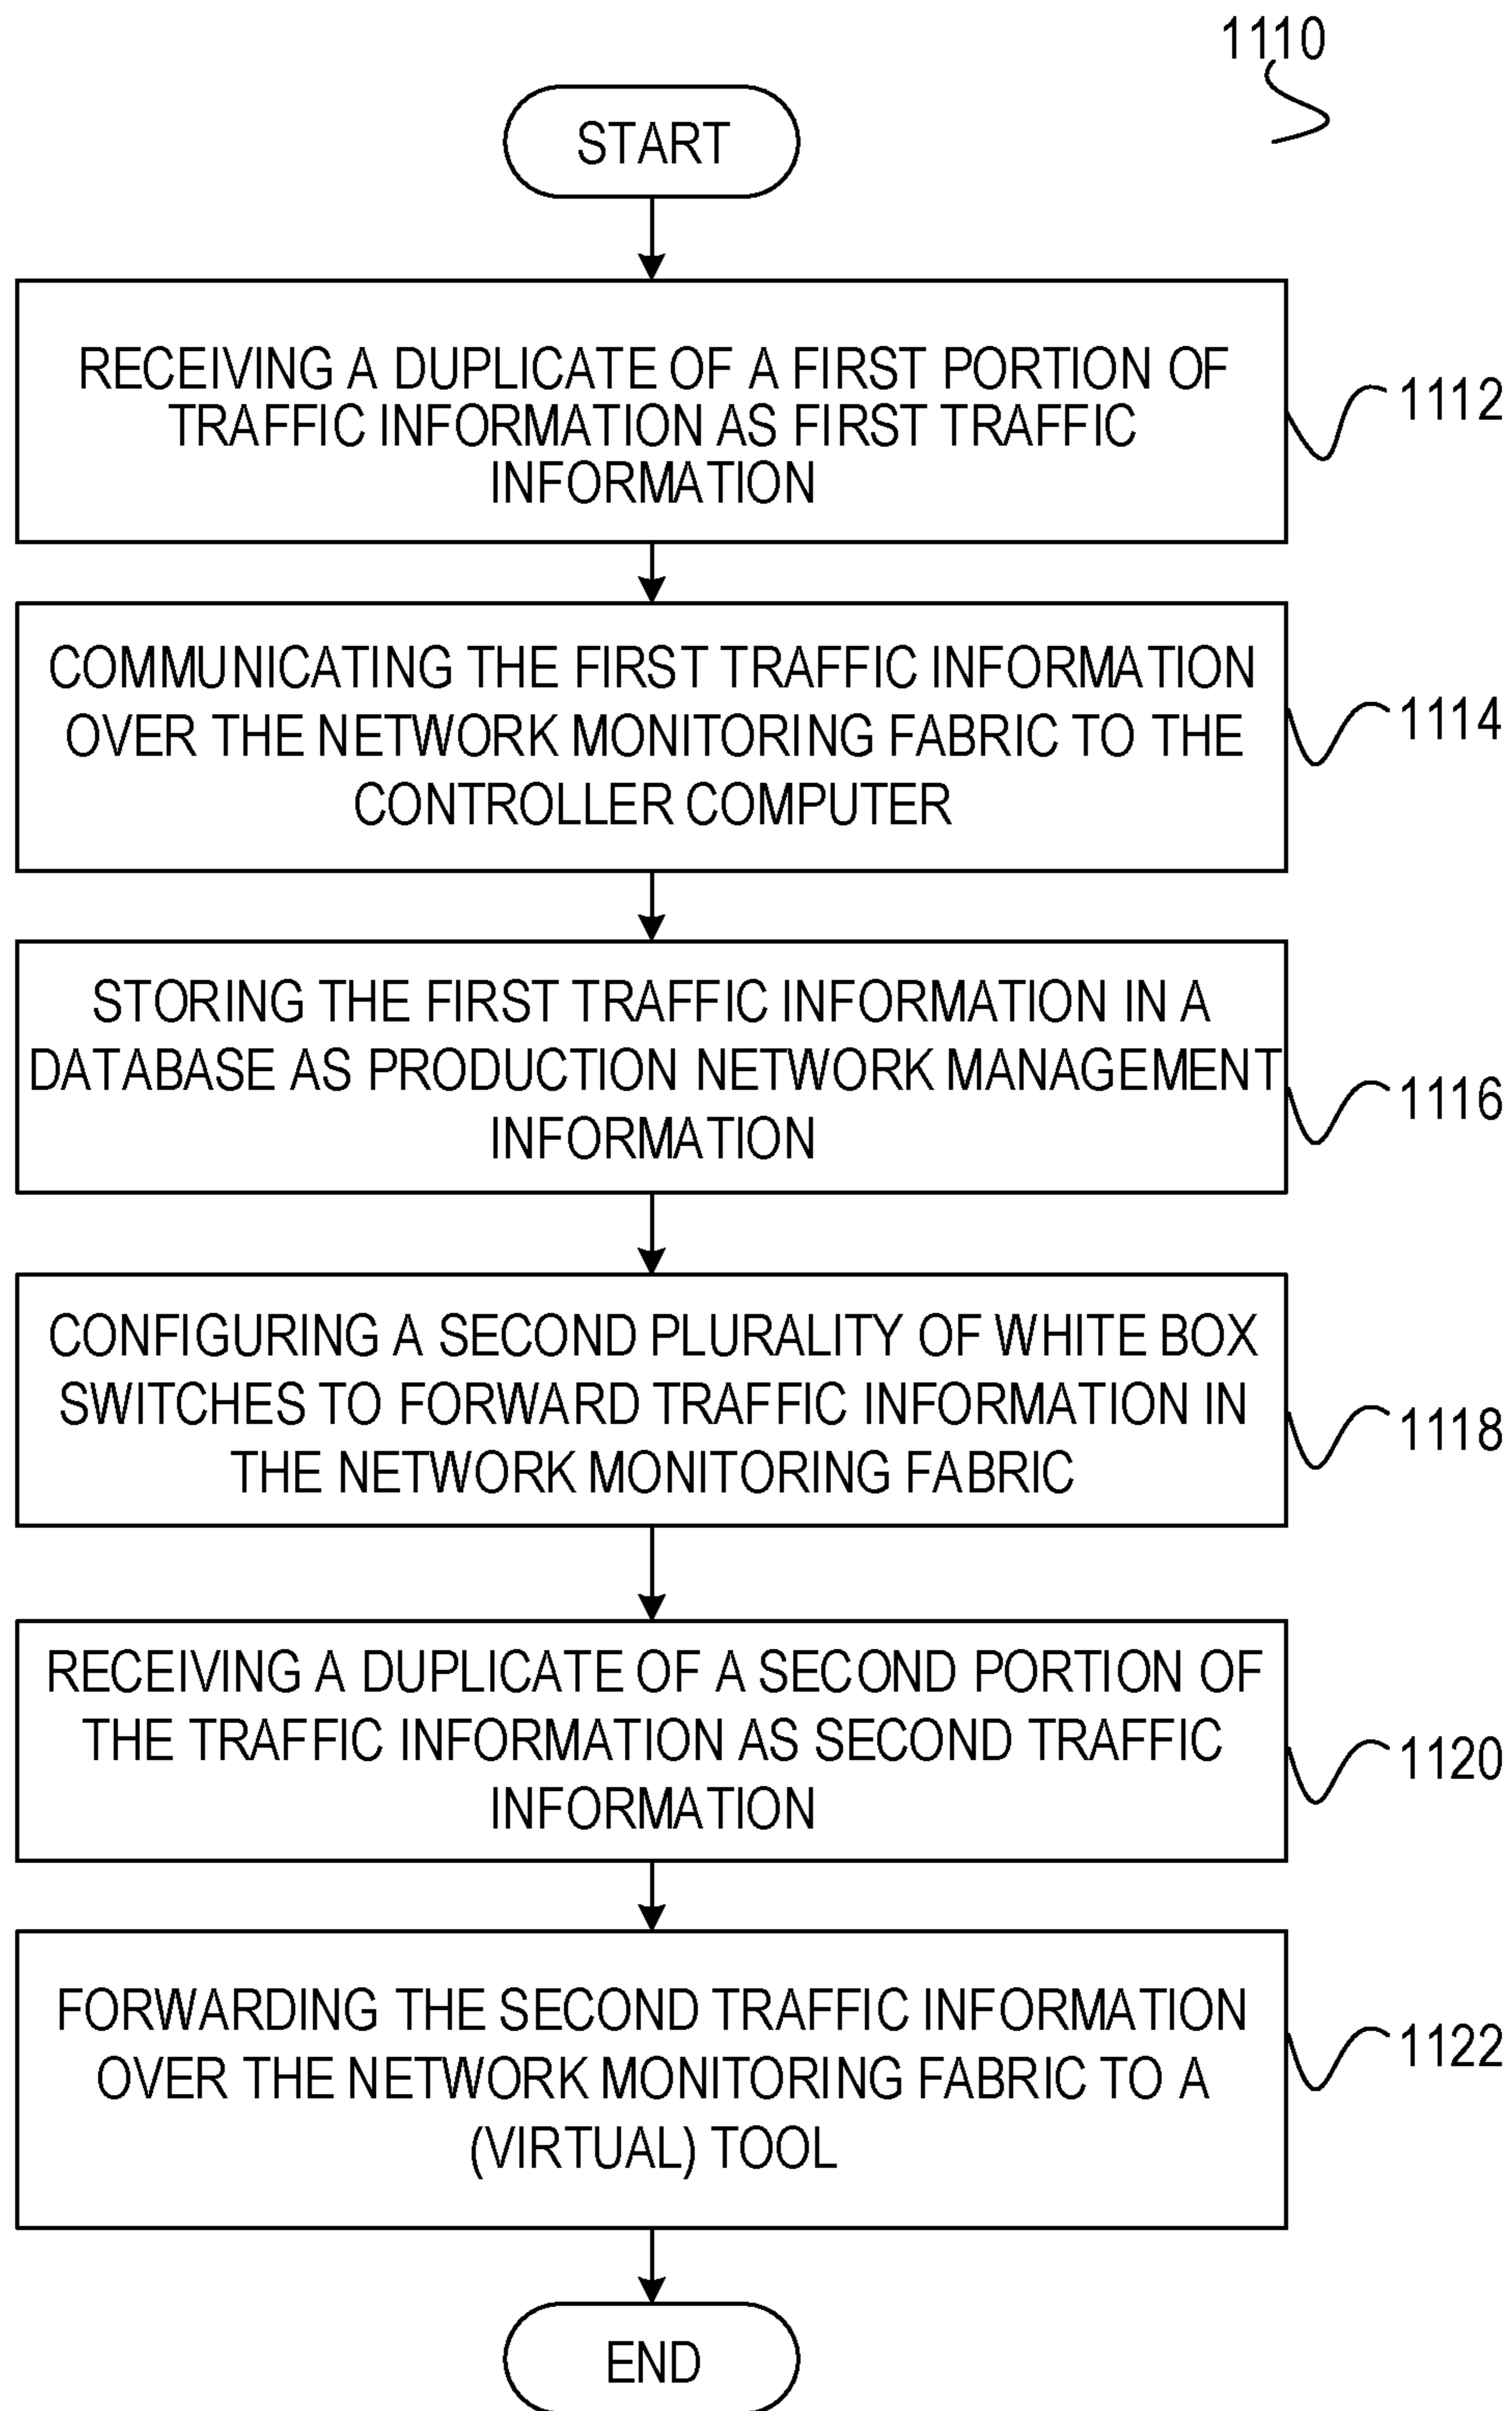 1110
START
RECEIVING A DUPLICATE OF A FIRST PORTION OF
TRAFFIC INFORMATION AS FIRST TRAFFIC
INFORMATION
1112
COMMUNICATING THE FIRST TRAFFIC INFORMATION
OVER THE NETWORK MONITORING FABRIC TO THE
CONTROLLER COMPUTER
1114
STORING THE FIRST TRAFFIC INFORMATION IN A
DATABASE AS PRODUCTION NETWORK MANAGEMENT
INFORMATION
1116
CONFIGURING A SECOND PLURALITY OF WHITE BOX
SWITCHES TO FORWARD TRAFFIC INFORMATION IN
THE NETWORK MONITORING FABRIC
1118
RECEIVING A DUPLICATE OF A SECOND PORTION OF
THE TRAFFIC INFORMATION AS SECOND TRAFFIC
INFORMATION
1120
FORWARDING THE SECOND TRAFFIC INFORMATION
OVER THE NETWORK MONITORING FABRIC TO A
(VIRTUAL) TOOL
1122
END